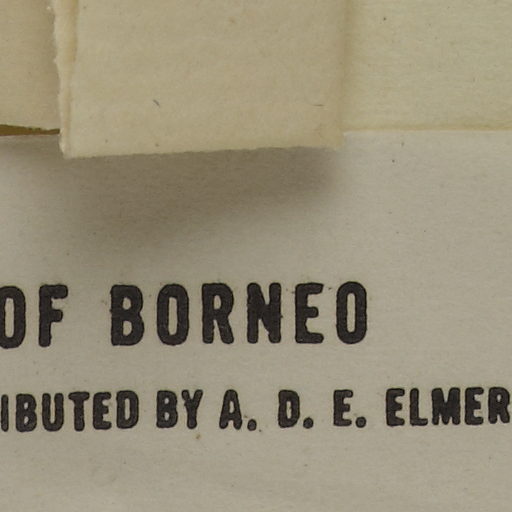 OF BORNEO
IBUTED BY A. D. E. ELMER